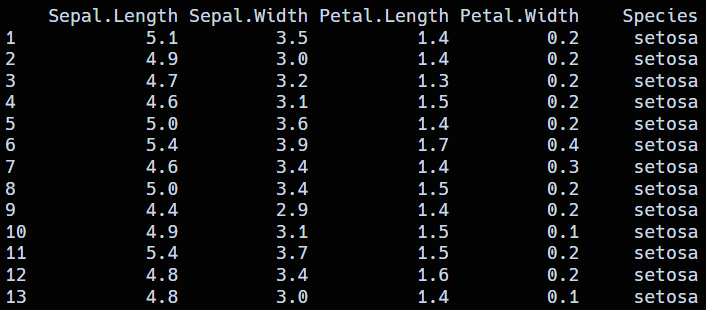 Sepal.Length Sepal.Width Petal.Length Petal.Width Species
1 5.1 3.5 1.4 0.2 setosa
2 4.9 3.0 1.4 0.2 setosa
3 4.7 3.2 1.3 0.2 setosa
4 4.6 3.1 1.5 0.2 setosa
5 5.0 3.6 1.4 0.2 setosa
6 5.4 3.9 1.7 0.4 setosa
7 4.6 3.4 1.4 0.3 setosa
8 5.0 3.4 1.5 0.2 setosa
9 4.4 2.9 1.4 0.2 setosa
10 4.9 3.1 1.5 0.1 setosa
11 5.4 3.7 1.5 0.2 setosa
12 4.8 3.4 1.6 0.2 setosa
13 4.8 3.0 1.4 0.1 setosa